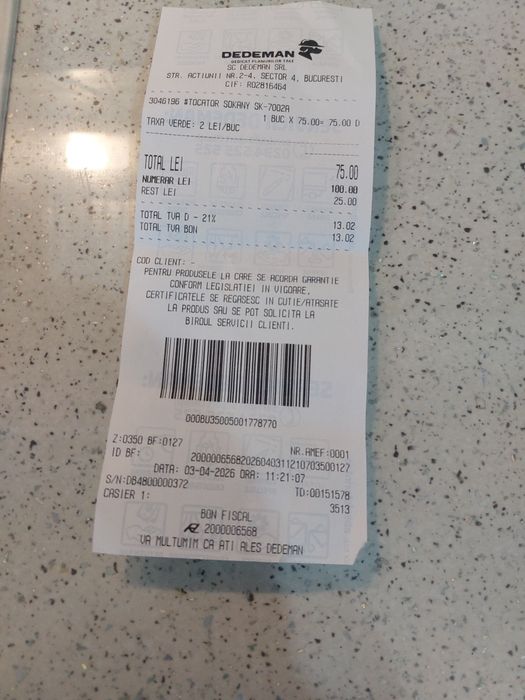 DEDEMAN
DEDICAT PLANURILOR TALE
SC DEDEMAN SRL
STR. ACTIUNII NR.2-4, SECTOR 4, BUCURESTI
CIF: RO2816464
3046196 #TOCATOR SOKANY SK-7002A
1 BUC X 75.00= 75.00 D
TAXA VERDE: 2 LEI/BUC
TOTAL LEI 75.00
NUMERAR LEI 100.00
REST LEI 25.00
TOTAL TVA D - 21% 13.02
TOTAL TVA BON 13.02
COD CLIENT: -
PENTRU PRODUSELE LA CARE SE ACORDA GARANTIE
CONFORM LEGISLATIEI IN VIGOARE,
CERTIFICATELE SE REGASESC IN CUTIE/ATASATE
LA PRODUS SAU SE POT SOLICITA LA
BIROUL SERVICII CLIENTI.
000BU35005001778770
Z:0350 BF:0127 NR.AMEF:0001
ID BF: 20000065682026040311210703500127
DATA: 03-04-2026 ORA: 11:21:07
S/N:DB4800000372 TD:00151578
CASIER 1: 3513
BON FISCAL
2000006568
VA MULTUMIM CA ATI ALES DEDEMAN